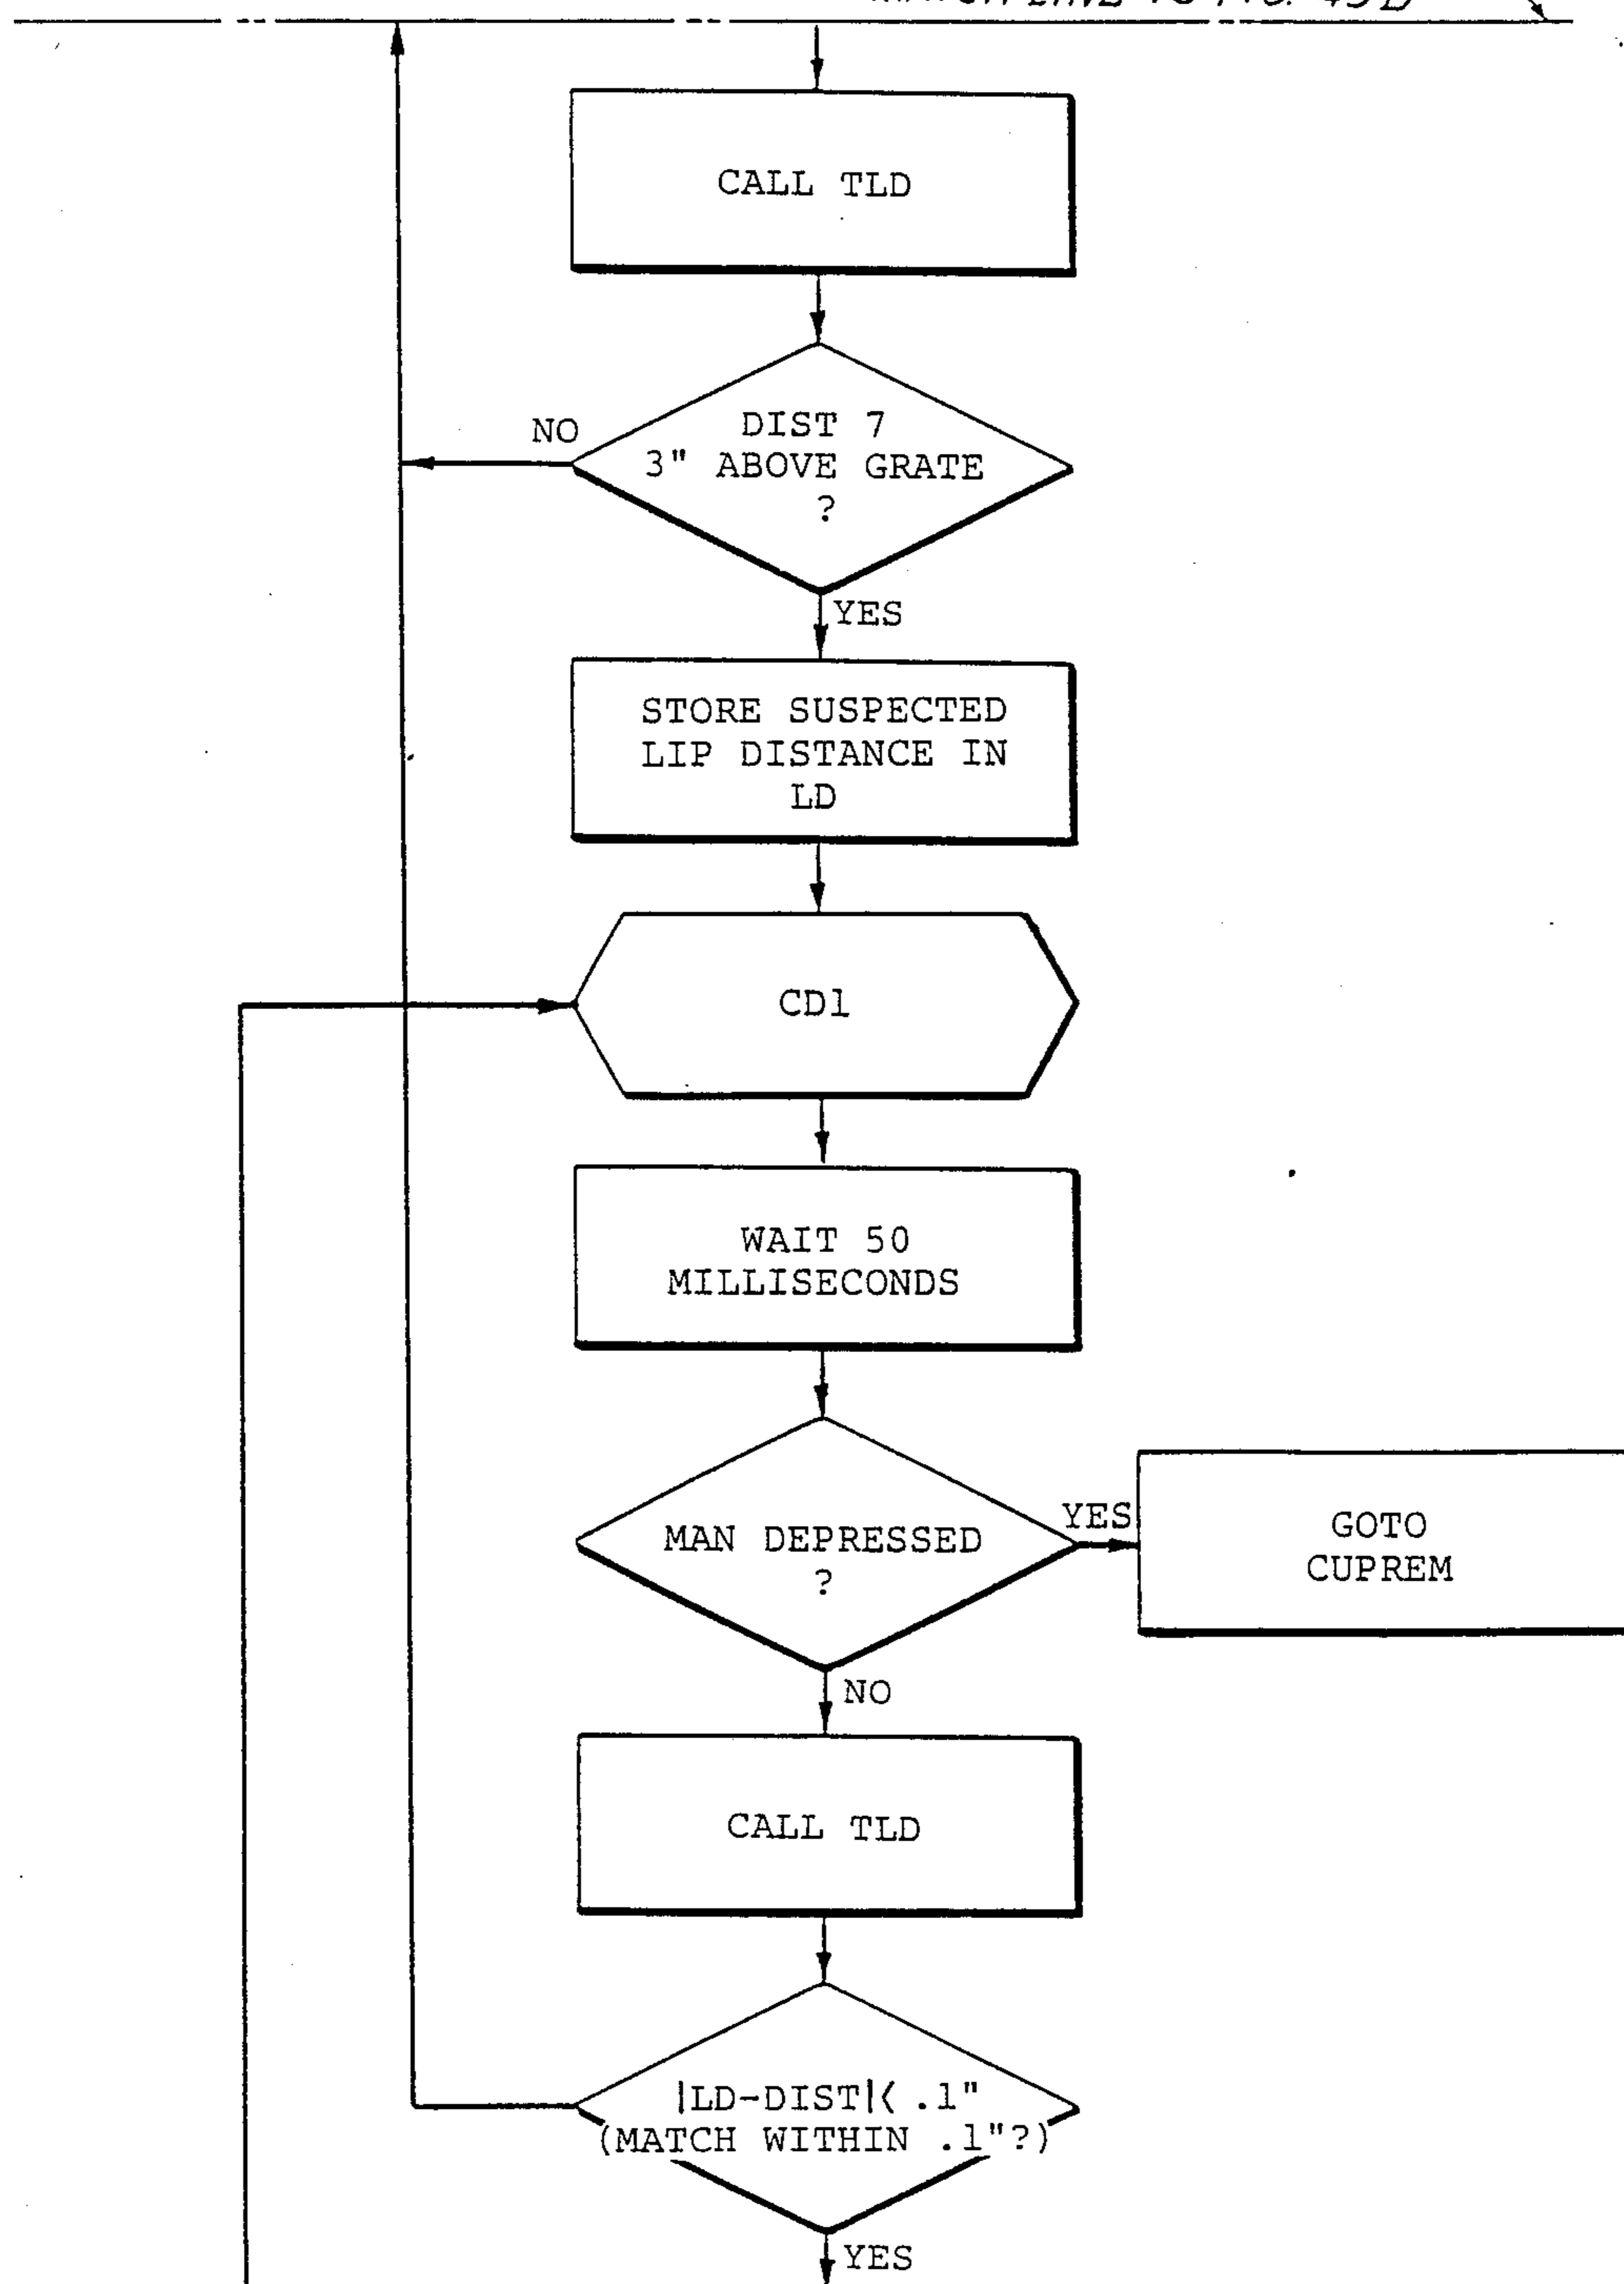 CALL TLD
DIST 7
3" ABOVE GRATE
?
NO
YES
STORE SUSPECTED
LIP DISTANCE IN
LD
CD1
WAIT 50
MILLISECONDS
MAN DEPRESSED
?
YES
GOTO
CUPREM
NO
CALL TLD
|LD-DIST|< .1"
(MATCH WITHIN .1"?)
YES